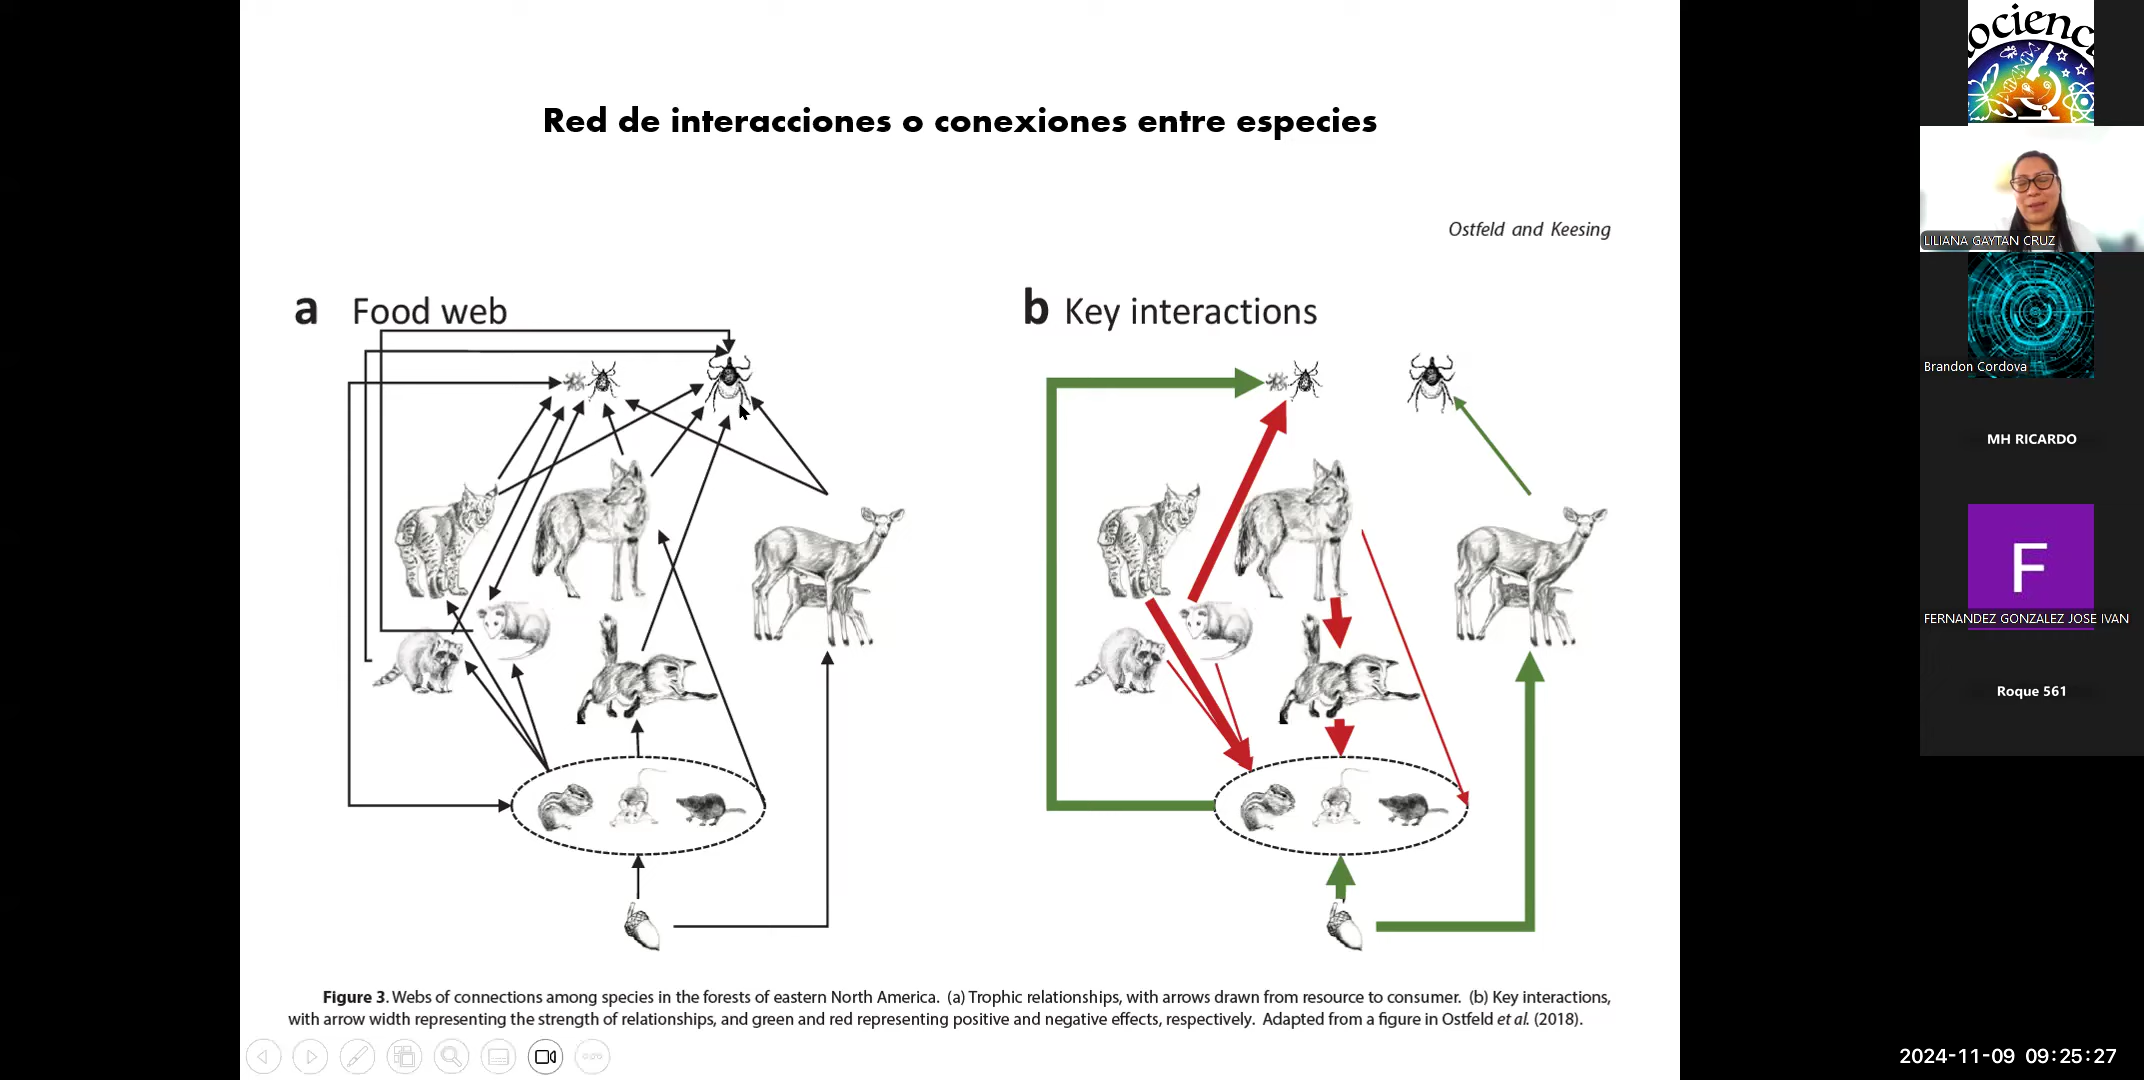 Red de interacciones o conexiones entre especies
Ostfeld and Keesing
a Food web
b Key interactions
Figure 3. Webs of connections among species in the forests of eastern North America. (a) Trophic relationships, with arrows drawn from resource to consumer. (b) Key interactions,
with arrow width representing the strength of relationships, and green and red representing positive and negative effects, respectively. Adapted from a figure in Ostfeld et al. (2018).
ocienc
LILIANA GAYTAN CRUZ
Brandon Cordova
MH RICARDO
F
FERNANDEZ GONZALEZ JOSE IVAN
Roque 561
2024-11-09 09:25:27